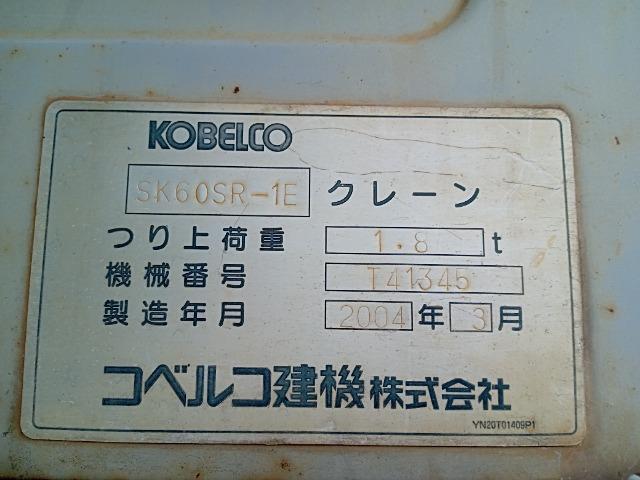 KOBELCO
SK60SR-1E クレーン
つり上荷重 1.8 t
機械番号 T41345
製造年月 2004 年 3 月
コベルコ建機株式会社
YN20T01409P1